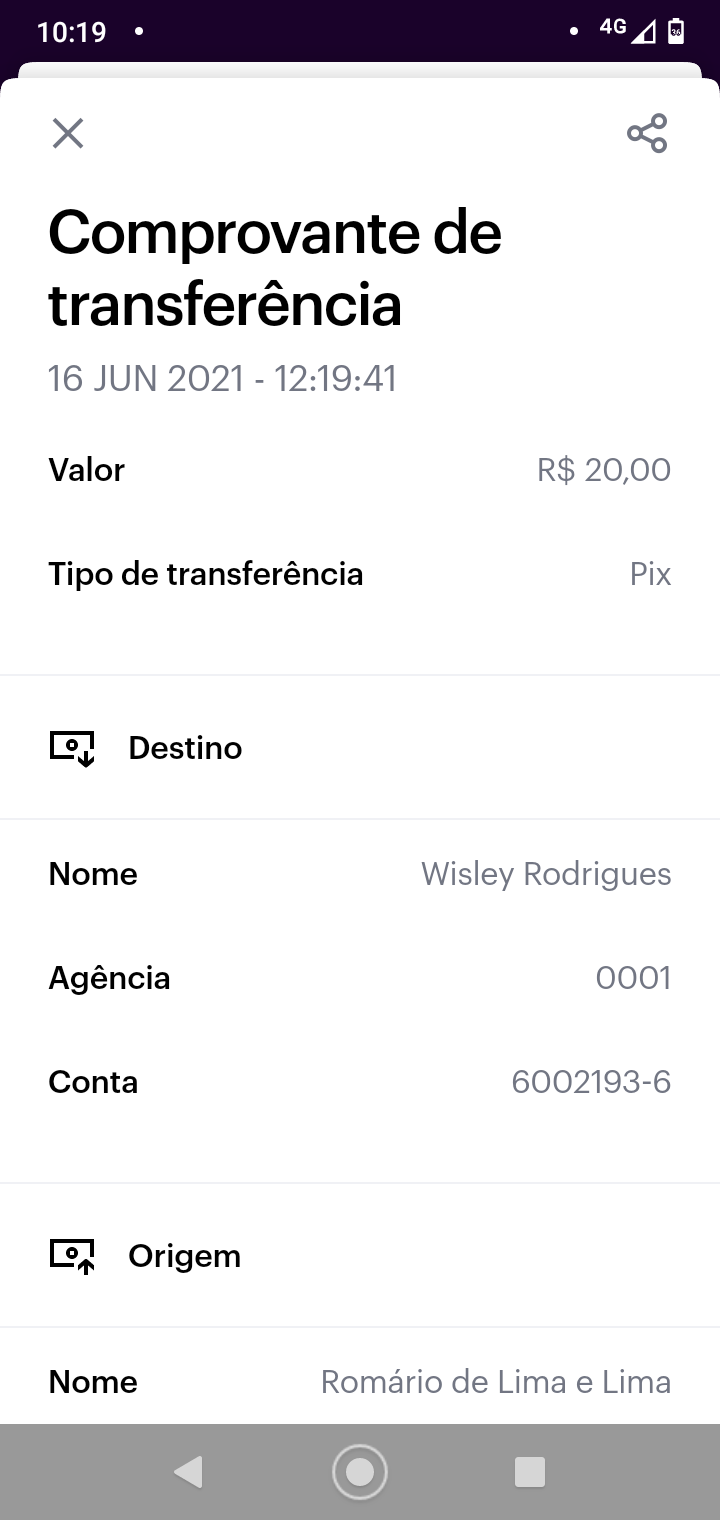 10:19
4G
36
Comprovante de
transferência
16 JUN 2021 - 12:19:41
Valor R$ 20,00
Tipo de transferência Pix
Destino
Nome Wisley Rodrigues
Agência 0001
Conta 6002193-6
Origem
Nome Romário de Lima e Lima